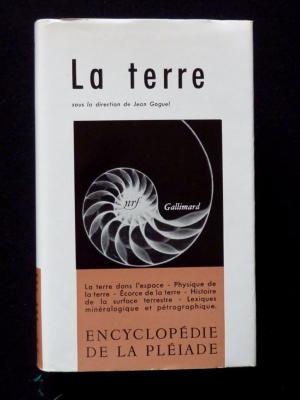 La terre
sous la direction de Jean Goguel
nrf
Gallimard
La terre dans l'espace - Physique de
la terre - Écorce de la terre - Histoire
de la surface terrestre - Lexiques
minéralogique et pétrographique.
ENCYCLOPÉDIE
DE LA PLÉIADE